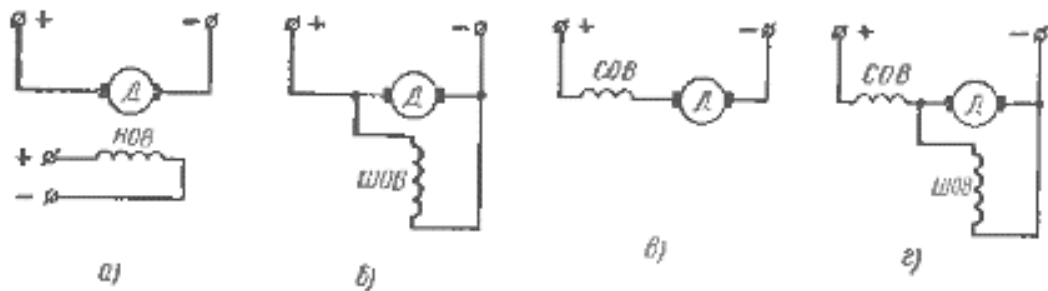 + - + - + - + -
Д Д СОВ Д СОВ Д
НОВ
+
-
ШОВ ШОВ
а) б) в) г)